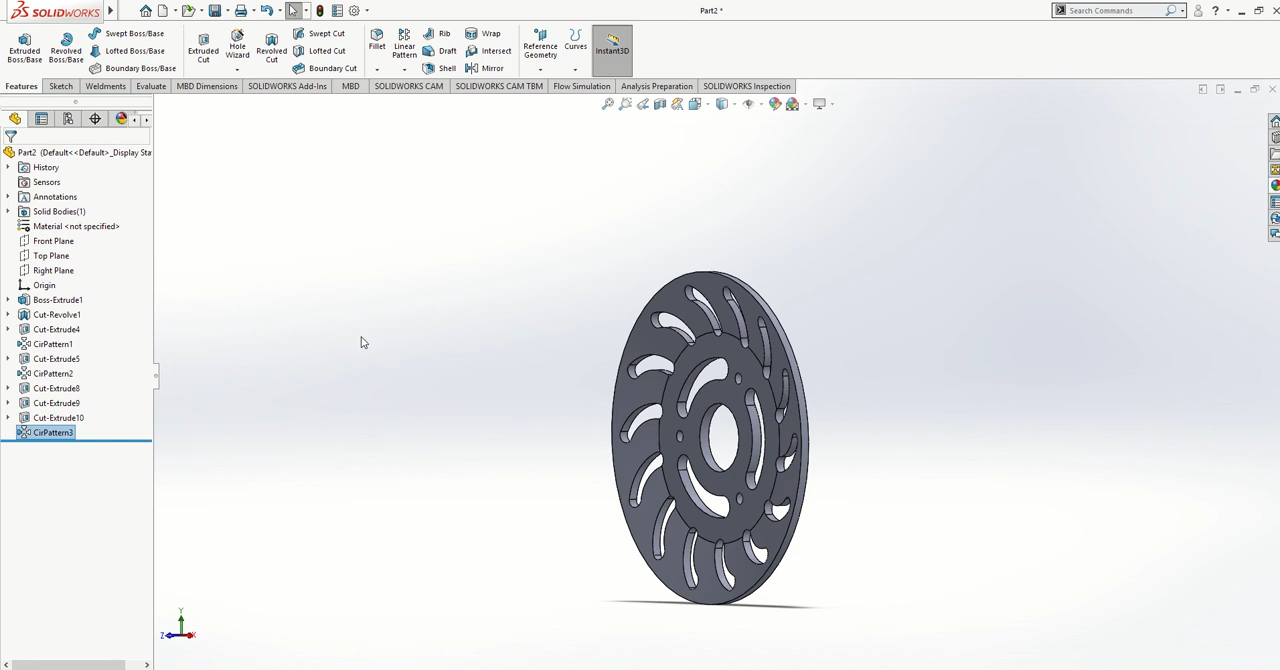 SOLIDWORKS
Part2 *
Search Commands
Extruded Boss/Base
Revolved Boss/Base
Swept Boss/Base
Lofted Boss/Base
Boundary Boss/Base
Extruded Cut
Hole Wizard
Revolved Cut
Swept Cut
Lofted Cut
Boundary Cut
Fillet
Linear Pattern
Rib
Draft
Shell
Wrap
Intersect
Mirror
Reference Geometry
Curves
Instant3D
Features Sketch Weldments Evaluate MBD Dimensions SOLIDWORKS Add-Ins MBD SOLIDWORKS CAM SOLIDWORKS CAM TBM Flow Simulation Analysis Preparation SOLIDWORKS Inspection
Part2 (Default<<Default>_Display Sta
History
Sensors
Annotations
Solid Bodies(1)
Material <not specified>
Front Plane
Top Plane
Right Plane
Origin
Boss-Extrude1
Cut-Revolve1
Cut-Extrude4
CirPattern1
Cut-Extrude5
CirPattern2
Cut-Extrude8
Cut-Extrude9
Cut-Extrude10
CirPattern3
Y
Z X